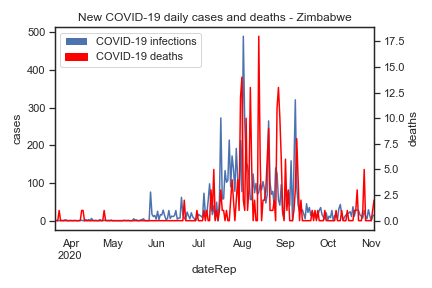 New COVID-19 daily cases and deaths - Zimbabwe
COVID-19 infections
COVID-19 deaths
cases
500
400
300
200
100
0
deaths
17.5
15.0
12.5
10.0
7.5
5.0
2.5
0.0
Apr May Jun Jul Aug Sep Oct Nov
2020
dateRep